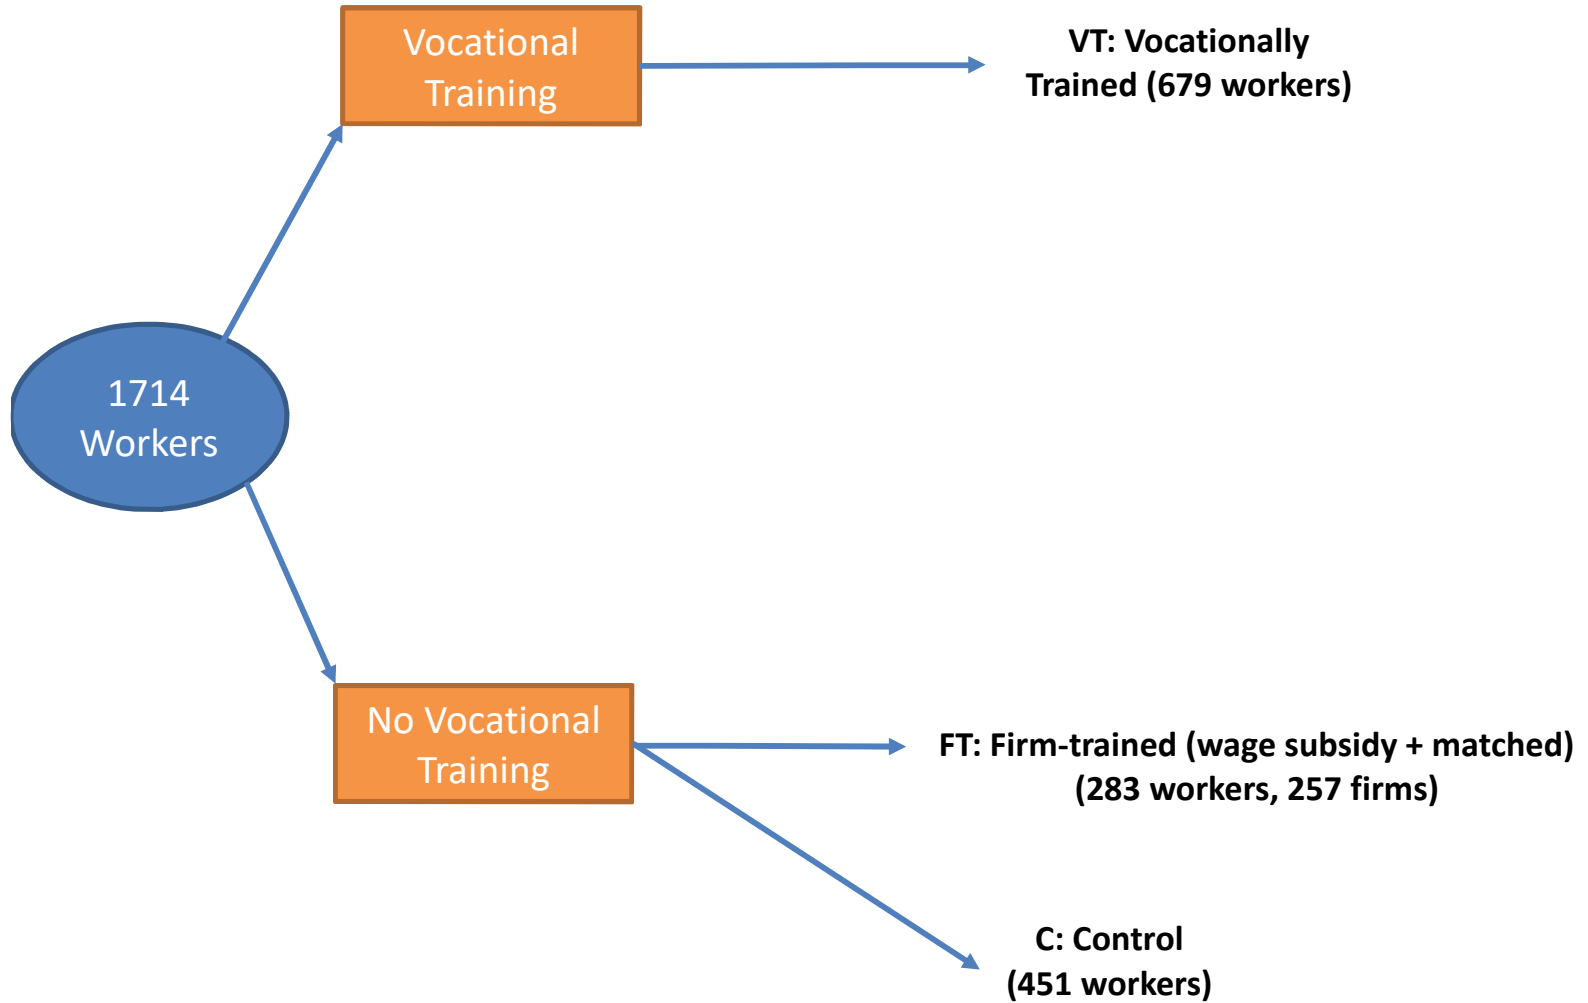 Vocational
Training
VT: Vocationally
Trained (679 workers)
1714
Workers
No Vocational
Training
FT: Firm-trained (wage subsidy + matched)
(283 workers, 257 firms)
C: Control
(451 workers)